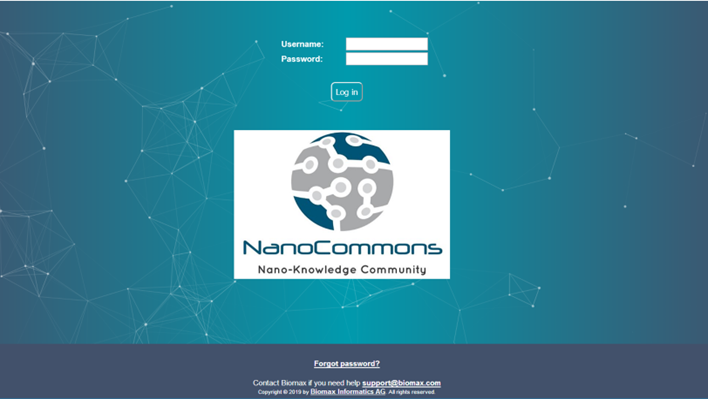 Username:
Password:
Log in
NanoCommons
Nano-Knowledge Community
Forgot password?
Contact Biomax if you need help support@biomax.com
Copyright © 2019 by Biomax Informatics AG. All rights reserved.